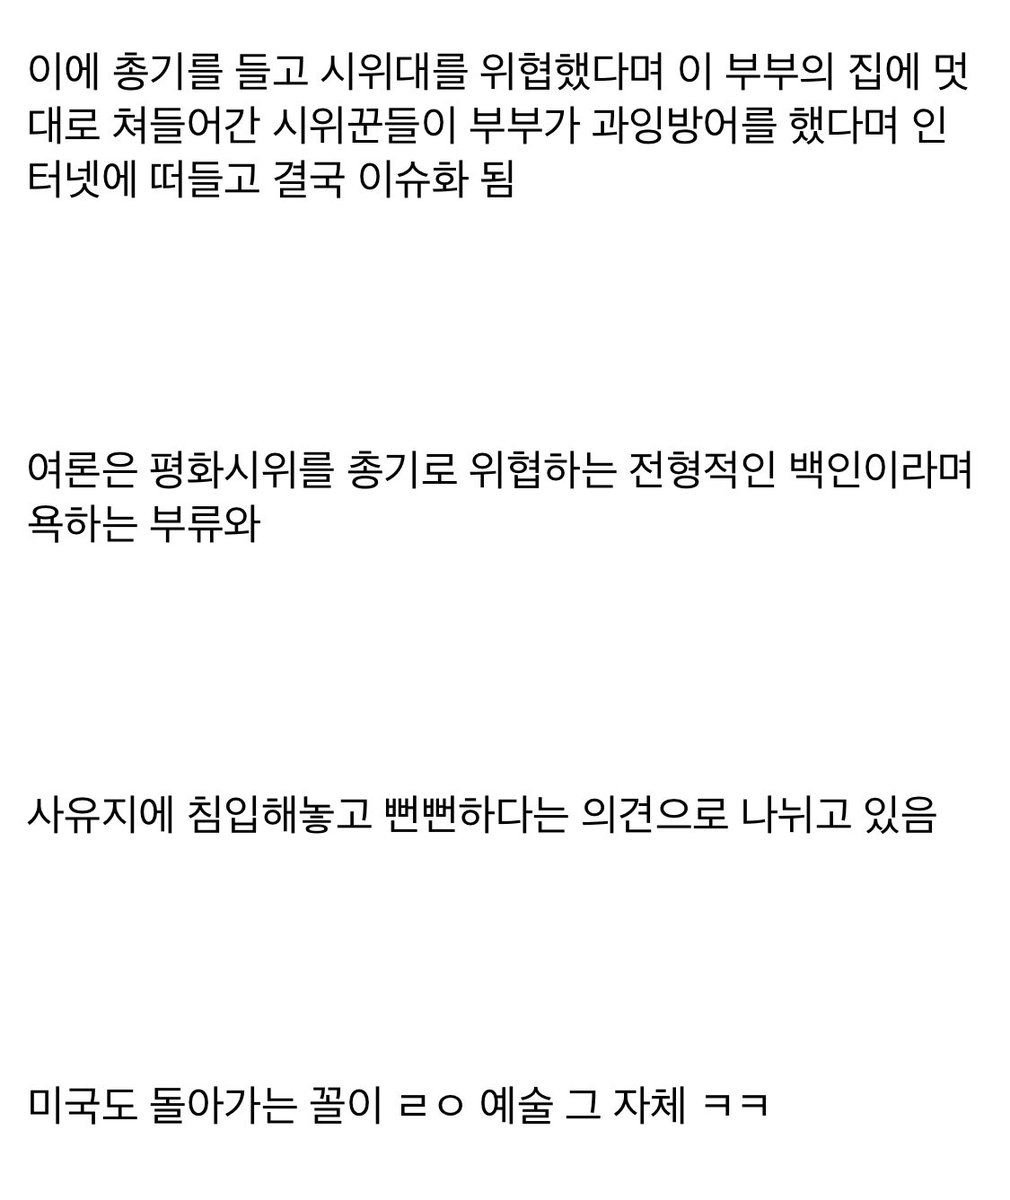 이에 총기를 들고 시위대를 위협했다며 이 부부의 집에 멋
대로 쳐들어간 시위꾼들이 부부가 과잉방어를 했다며 인
터넷에 떠들고 결국 이슈화 됨
여론은 평화시위를 총기로 위협하는 전형적인 백인이라며
욕하는 부류와
사유지에 침입해놓고 뻔뻔하다는 의견으로 나뉘고 있음
미국도 돌아가는 꼴이 ㄹㅇ 예술 그 자체 ㅋㅋ